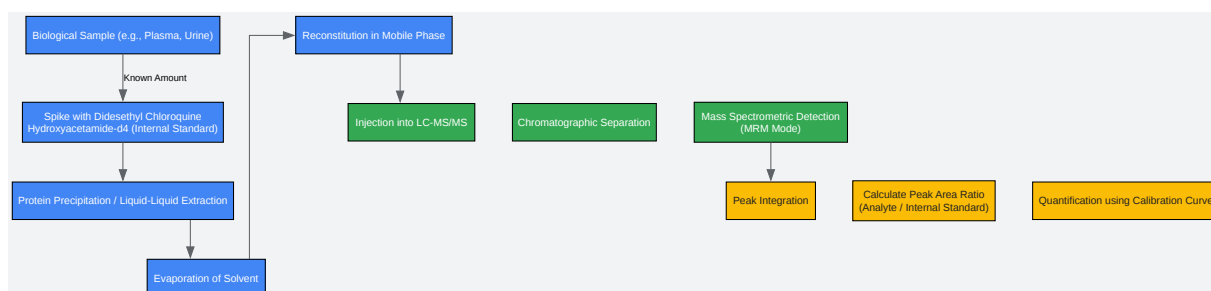 Biological Sample (e.g., Plasma, Urine)
Known Amount
Spike with Didesethyl Chloroquine
Hydroxyacetamide-d4 (Internal Standard)
Protein Precipitation / Liquid-Liquid Extraction
Evaporation of Solvent
Reconstitution in Mobile Phase
Injection into LC-MS/MS
Chromatographic Separation
Mass Spectrometric Detection
(MRM Mode)
Peak Integration
Calculate Peak Area Ratio
(Analyte / Internal Standard)
Quantification using Calibration Curve